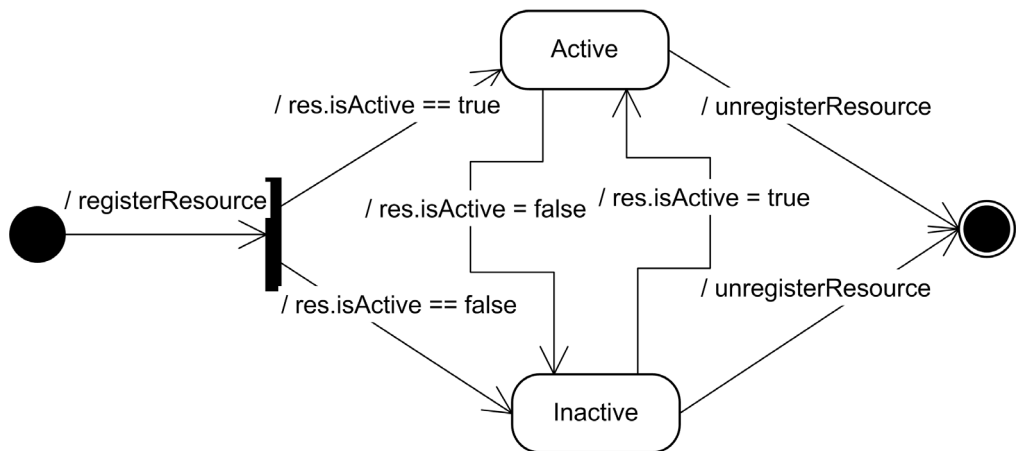 Active
/ res.isActive == true
/ unregisterResource
/ registerResource
/ res.isActive = false
/ res.isActive = true
/ res.isActive == false
/ unregisterResource
Inactive